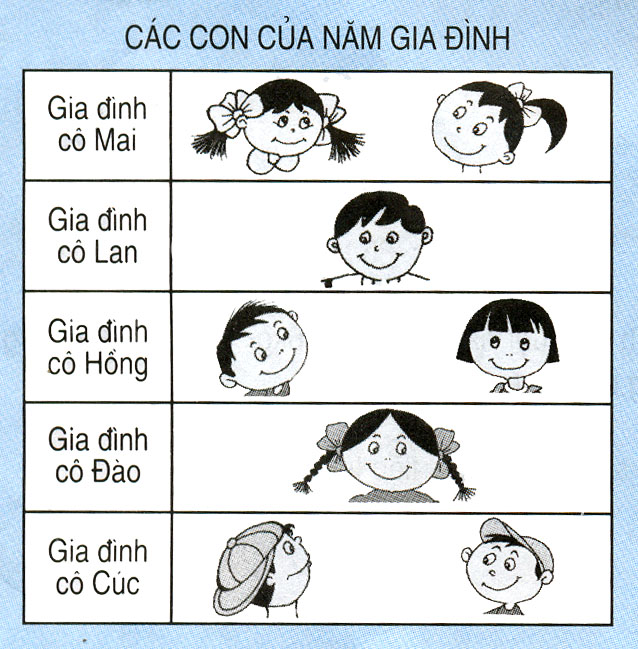 CÁC CON CỦA NĂM GIA ĐÌNH
Gia đình
cô Mai
Gia đình
cô Lan
Gia đình
cô Hồng
Gia đình
cô Đào
Gia đình
cô Cúc